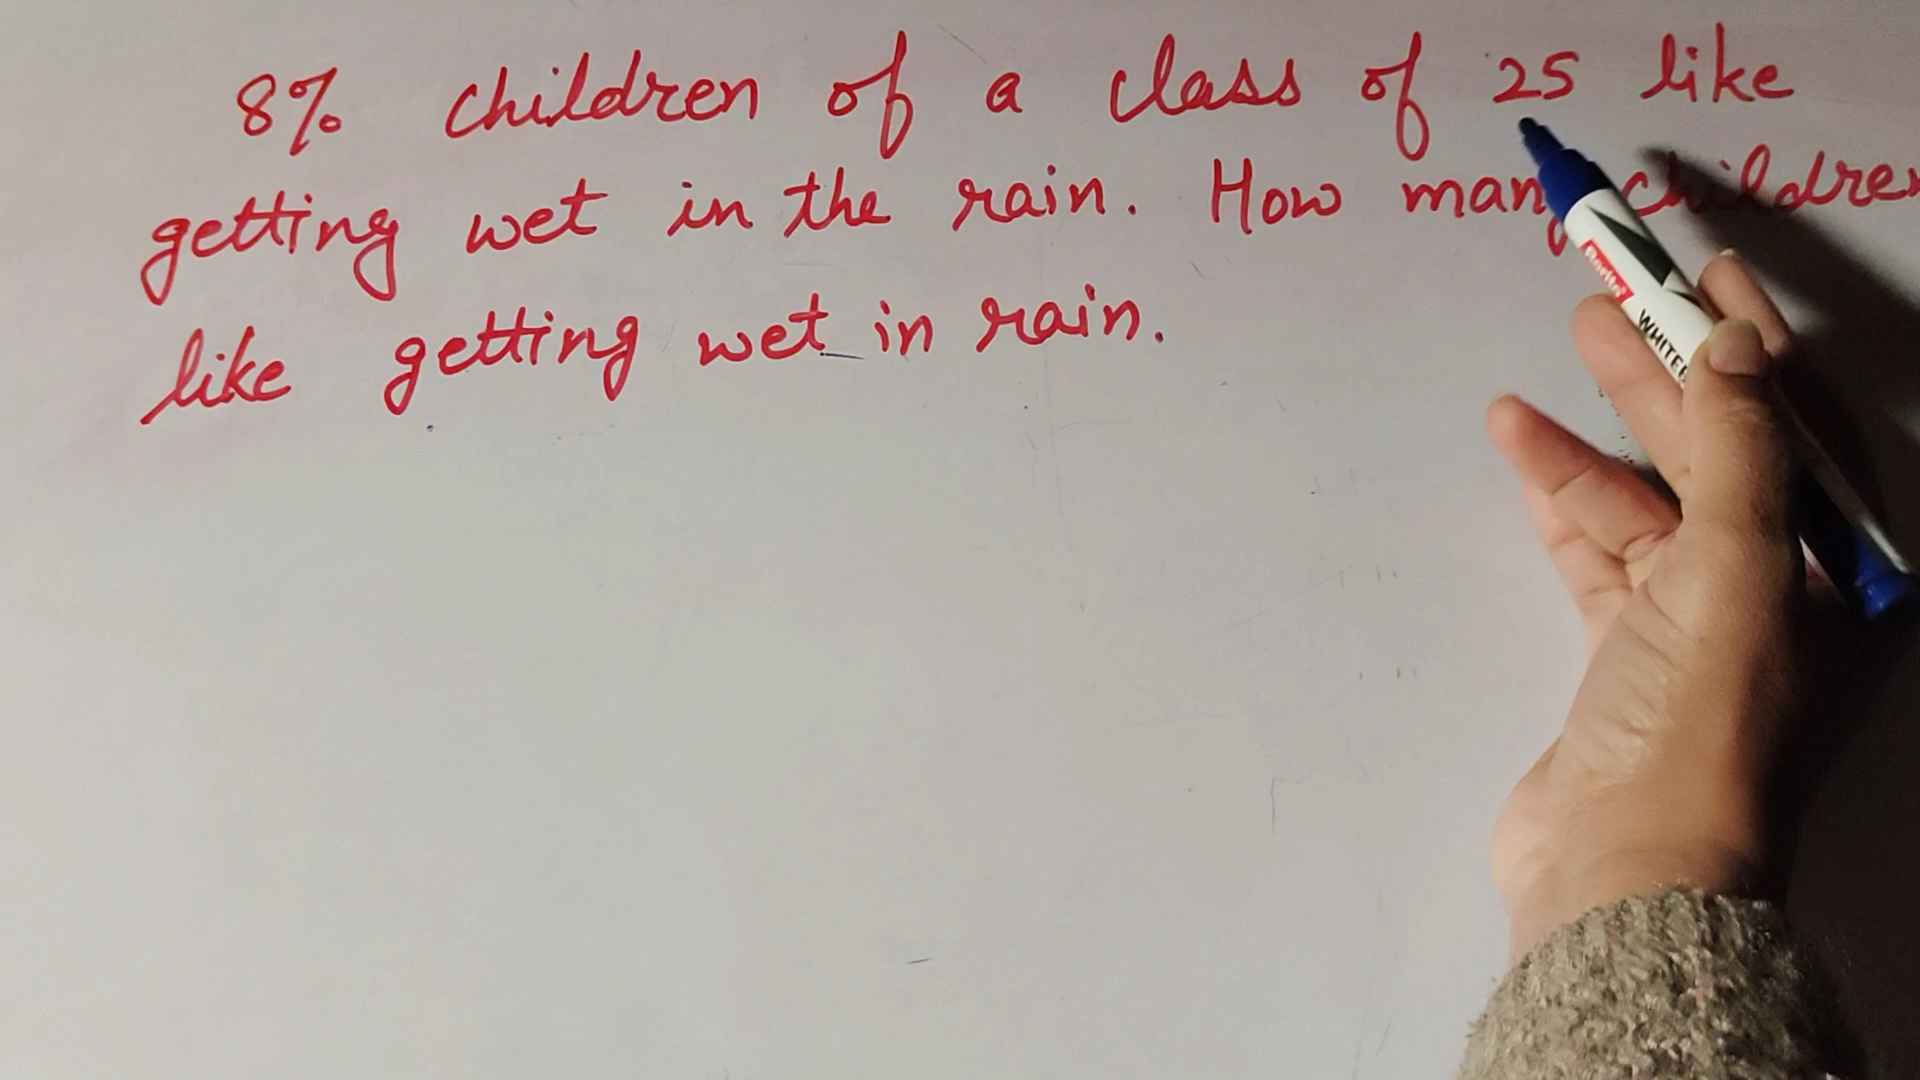 8% children of a class of 25 like
getting wet in the rain. How many children
like getting wet in rain.